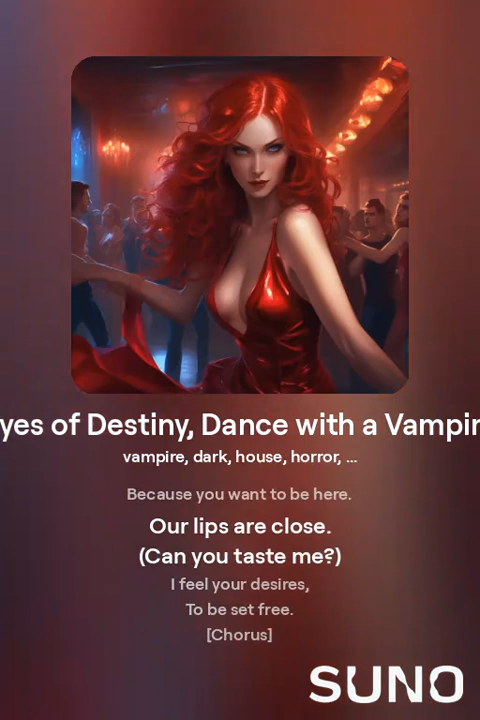 yes of Destiny, Dance with a Vampir
vampire, dark, house, horror, ...
Because you want to be here.
Our lips are close.
(Can you taste me?)
I feel your desires,
To be set free.
[Chorus]
SUNO